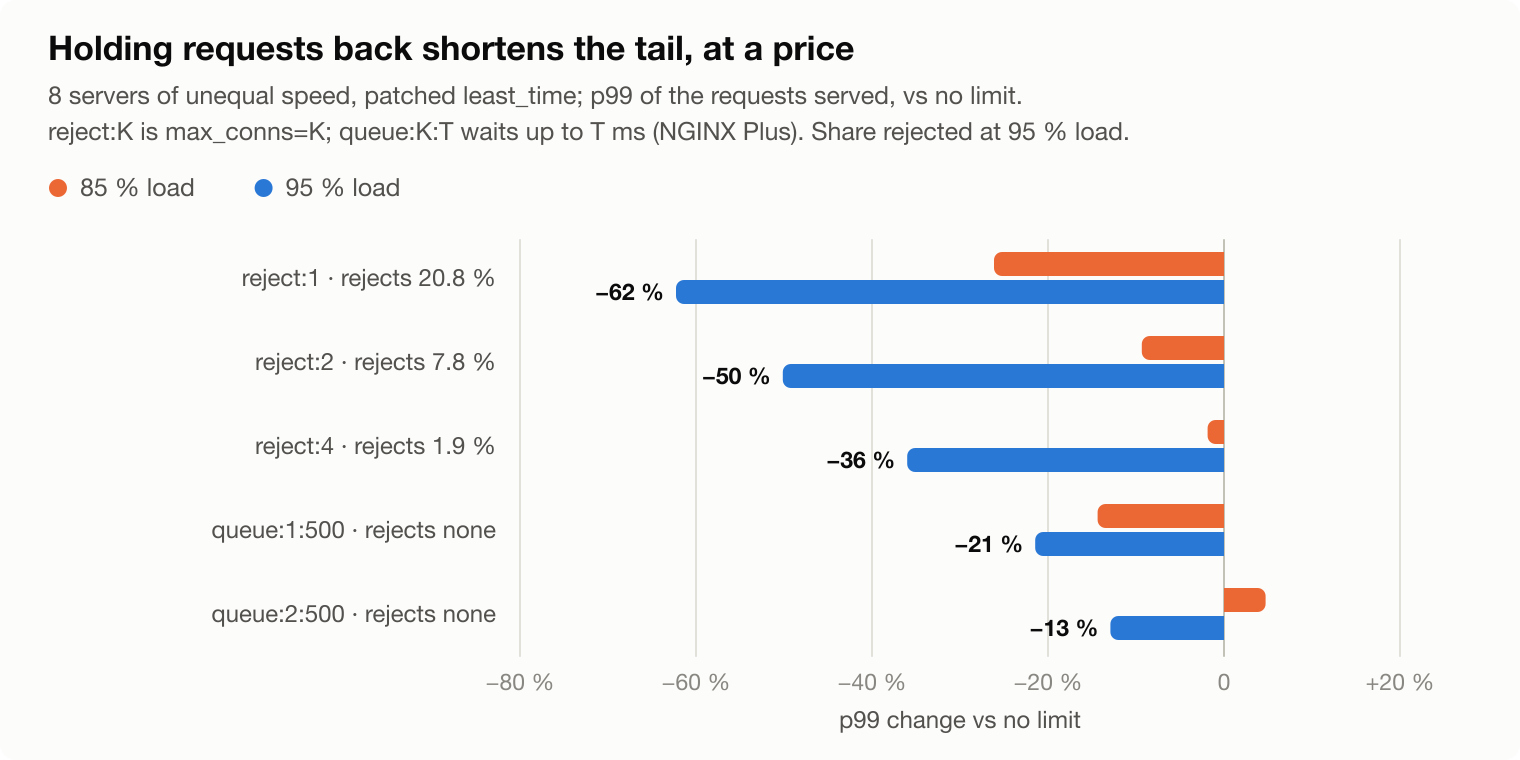 Holding requests back shortens the tail, at a price
8 servers of unequal speed, patched least_time; p99 of the requests served, vs no limit.
reject:K is max_conns=K; queue:K:T waits up to T ms (NGINX Plus). Share rejected at 95 % load.
85 % load
95 % load
reject:1 · rejects 20.8 %
−62 %
reject:2 · rejects 7.8 %
−50 %
reject:4 · rejects 1.9 %
−36 %
queue:1:500 · rejects none
−21 %
queue:2:500 · rejects none
−13 %
−80 %
−60 %
−40 %
−20 %
0
+20 %
p99 change vs no limit